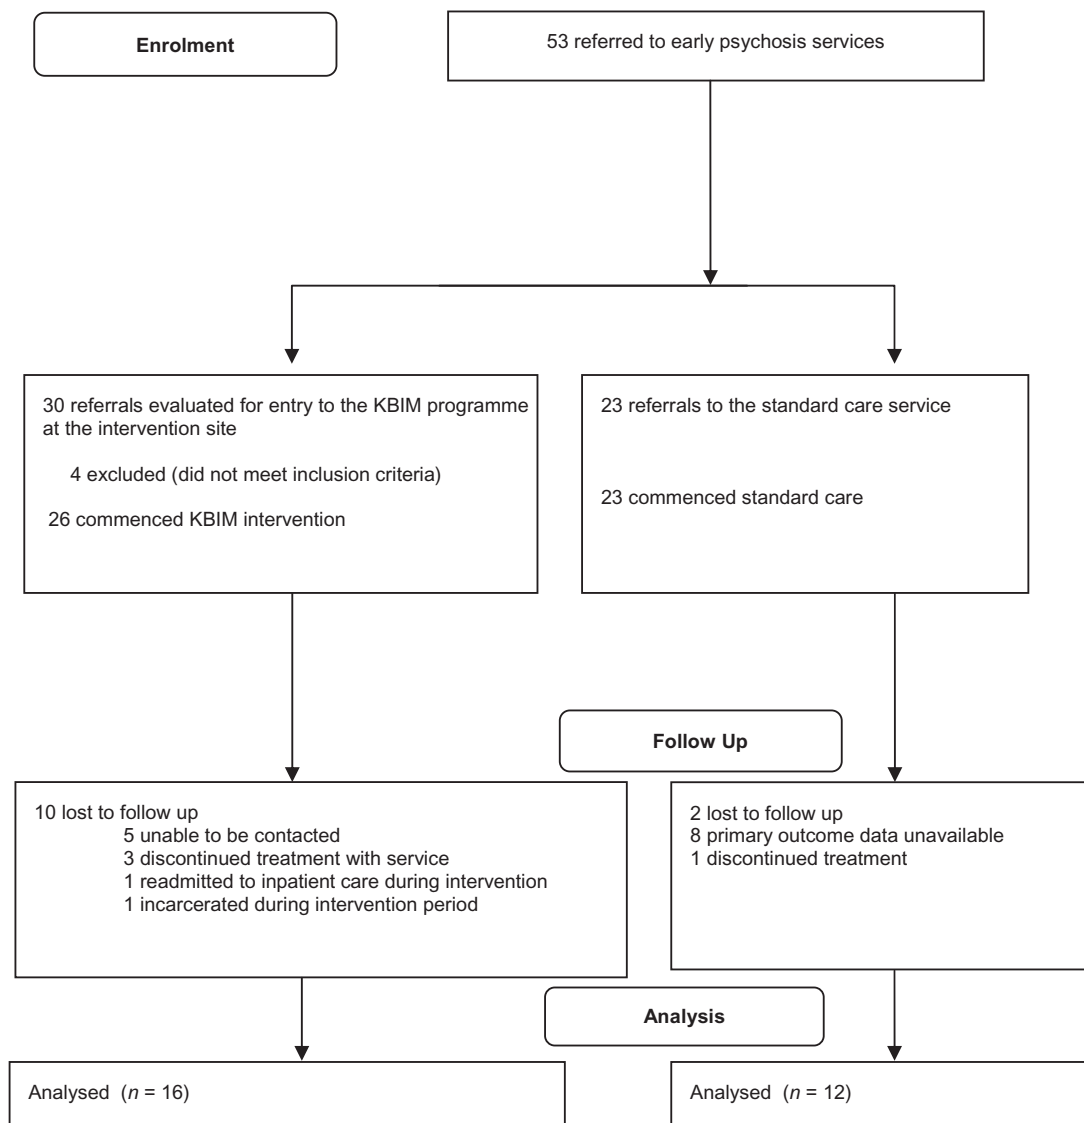 Enrolment
53 referred to early psychosis services
30 referrals evaluated for entry to the KBIM programme
at the intervention site
4 excluded (did not meet inclusion criteria)
26 commenced KBIM intervention
23 referrals to the standard care service
23 commenced standard care
Follow Up
10 lost to follow up
5 unable to be contacted
3 discontinued treatment with service
1 readmitted to inpatient care during intervention
1 incarcerated during intervention period
2 lost to follow up
8 primary outcome data unavailable
1 discontinued treatment
Analysis
Analysed (n = 16)
Analysed (n = 12)